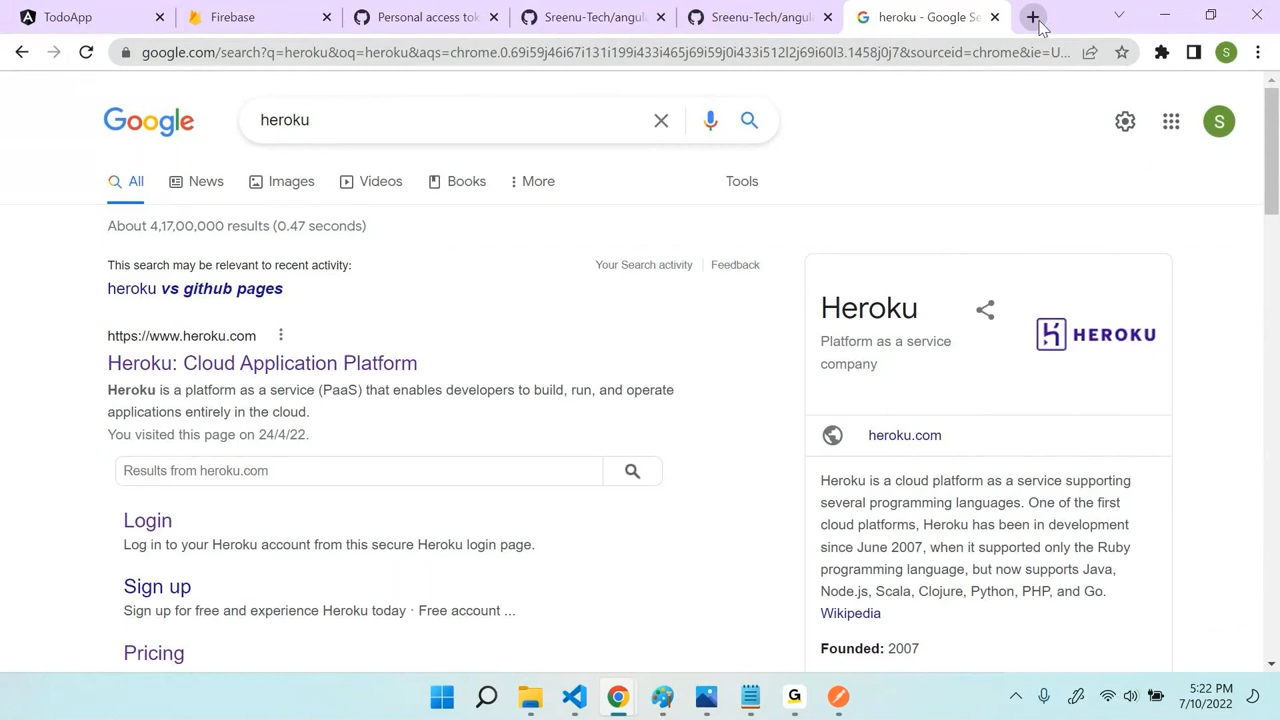 TodoApp
Firebase
Personal access tok
Sreenu-Tech/angul
Sreenu-Tech/angul
heroku - Google Se
google.com/search?q=heroku&oq=heroku&aqs=chrome.0.69i59j46i67i131i199i433i465j69i59j0i433i512l2j69i60l3.1458j0j7&sourceid=chrome&ie=U...
S
Google
heroku
S
All
News
Images
Videos
Books
More
Tools
About 4,17,00,000 results (0.47 seconds)
This search may be relevant to recent activity:
Your Search activity
Feedback
heroku vs github pages
https://www.heroku.com
Heroku: Cloud Application Platform
Heroku is a platform as a service (PaaS) that enables developers to build, run, and operate
applications entirely in the cloud.
You visited this page on 24/4/22.
Results from heroku.com
Login
Log in to your Heroku account from this secure Heroku login page.
Sign up
Sign up for free and experience Heroku today · Free account ...
Pricing
Heroku
Platform as a service
company
HEROKU
heroku.com
Heroku is a cloud platform as a service supporting
several programming languages. One of the first
cloud platforms, Heroku has been in development
since June 2007, when it supported only the Ruby
programming language, but now supports Java,
Node.js, Scala, Clojure, Python, PHP, and Go.
Wikipedia
Founded: 2007
G
5:22 PM
7/10/2022